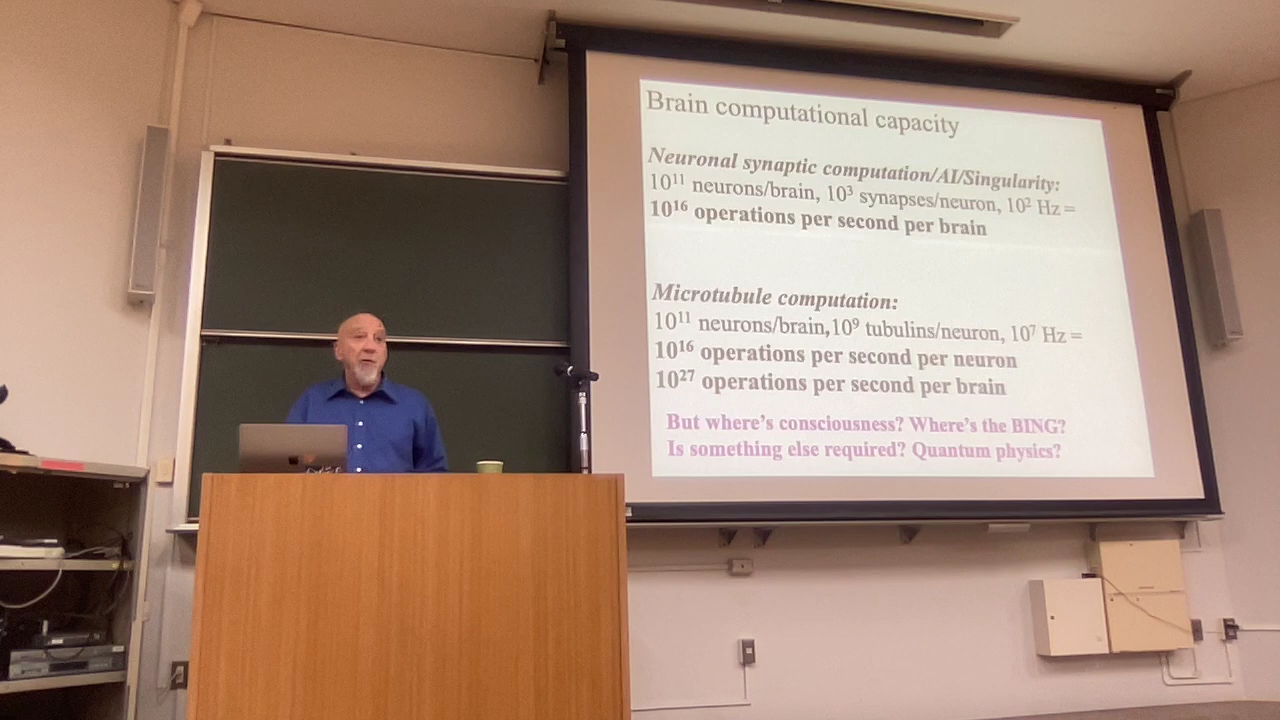 Brain computational capacity
Neuronal synaptic computation/AI/Singularity:
10¹¹ neurons/brain, 10³ synapses/neuron, 10² Hz =
10¹⁶ operations per second per brain
Microtubule computation:
10¹¹ neurons/brain,10⁹ tubulins/neuron, 10⁷ Hz =
10¹⁶ operations per second per neuron
10²⁷ operations per second per brain
But where's consciousness? Where's the BING?
Is something else required? Quantum physics?